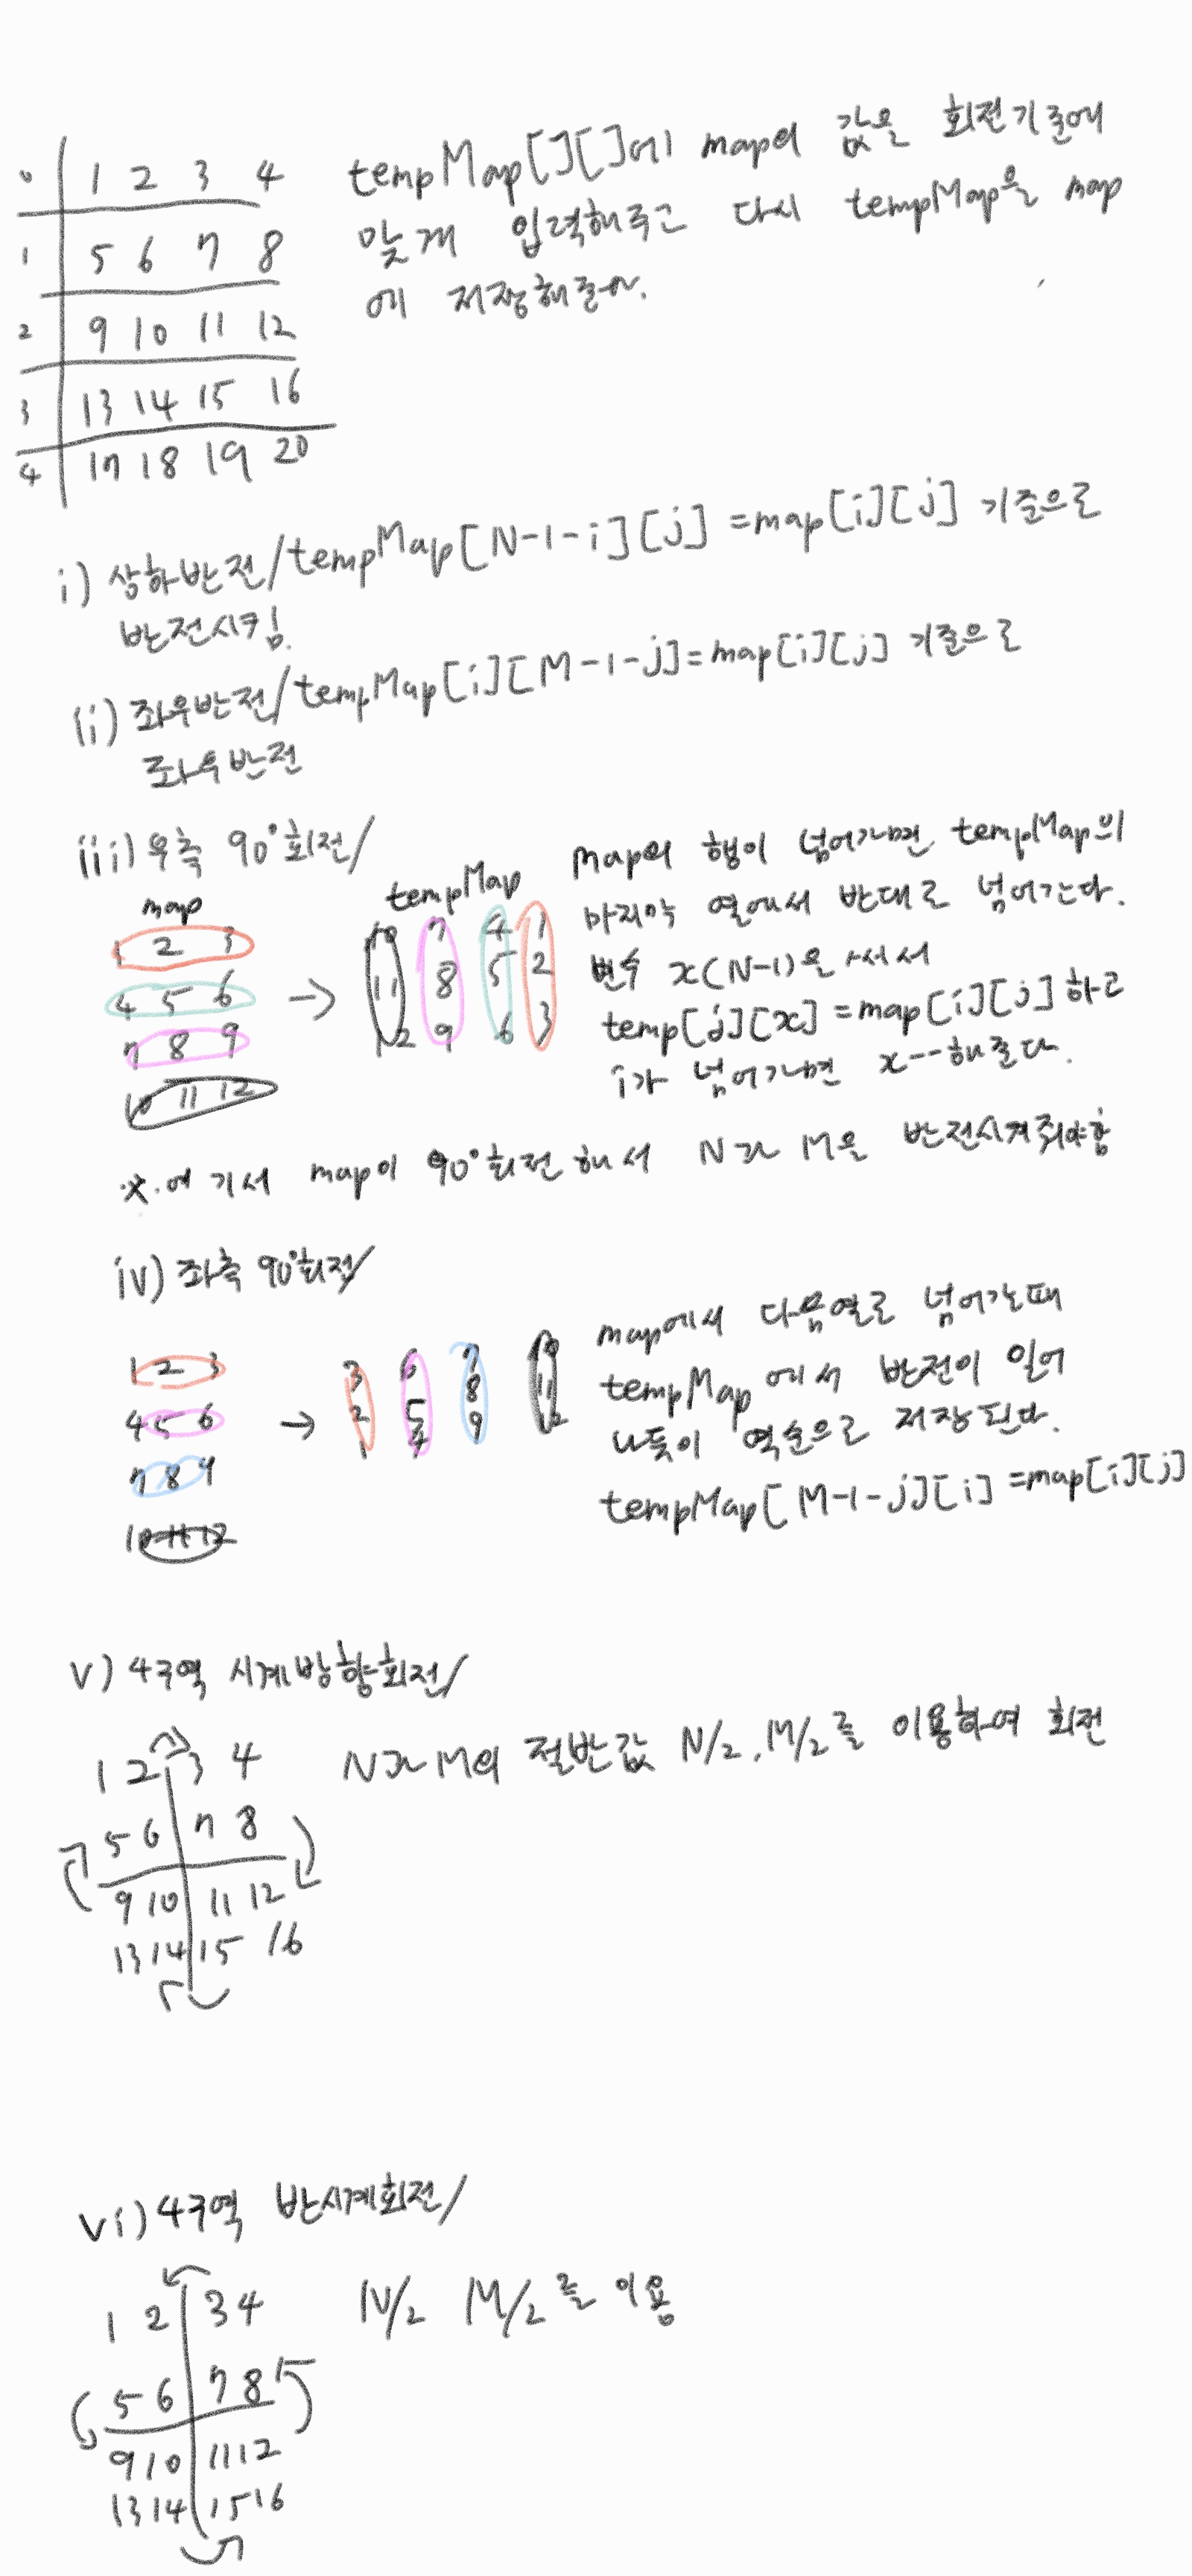 0 1 2 3 4
1 5 6 7 8
2 9 10 11 12
3 13 14 15 16
4 17 18 19 20
tempMap[][]에 map의 값을 회전기준에
맞게 입력해주고 다시 tempMap을 map
에 저장해준다.
i) 상하반전/tempMap[N-1-i][j]=map[i][j] 기준으로
반전시킴.
ii) 좌우반전/tempMap[i][M-1-j]=map[i][j] 기준으로
좌우반전
iii) 우측 90°회전/
map
1 2 3
4 5 6
7 8 9
10 11 12
→
tempMap
10 7 4 1
11 8 5 2
12 9 6 3
map의 행이 넘어가면 tempMap의
마지막 열에서 반대로 넘어간다.
변수 x(N-1)을 써서
temp[j][x]=map[i][j]하고
i가 넘어가면 x--해준다.
※.여기서 map이 90°회전해서 N과 M을 반전시켜줘야함
iv) 좌측 90°회전/
1 2 3
4 5 6
7 8 9
10 11 12
→
3 6 7 10
2 5 8 11
1 4 9 12
map에서 다음열로 넘어갈때
tempMap에서 반전이 일어
나듯이 역순으로 저장된다.
tempMap[M-1-j][i]=map[i][j]
v) 4구역 시계방향회전/
1 2 3 4
5 6 7 8
9 10 11 12
13 14 15 16
N과 M의 절반값 N/2, M/2를 이용하여 회전
vi) 4구역 반시계회전/
1 2 3 4
5 6 7 8
9 10 11 12
13 14 15 16
N/2 M/2를 이용